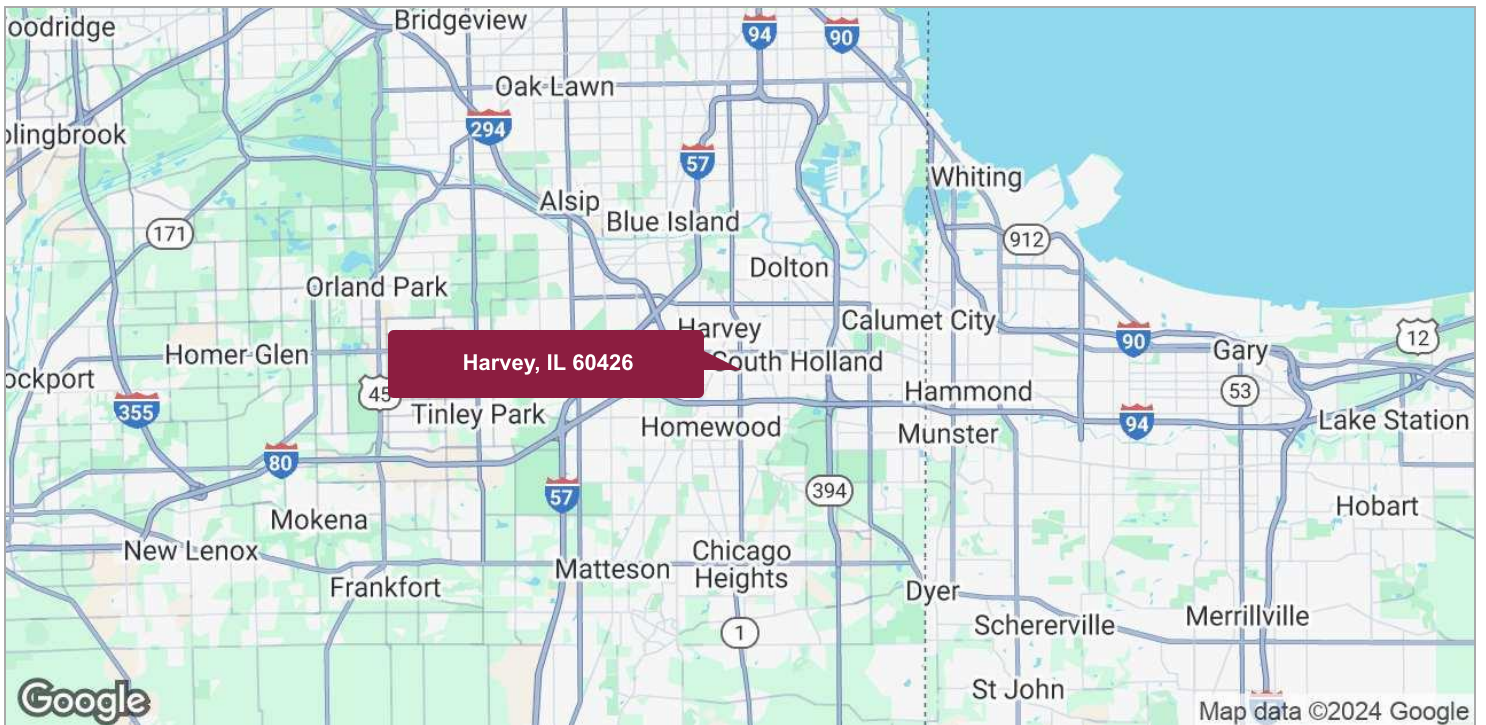 oodridge
Bridgeview
94
90
Oak Lawn
294
olingbrook
57
Whiting
Alsip
Blue Island
171
912
Dolton
Orland Park
Harvey
Calumet City
90
12
Homer Glen
Harvey, IL 60426
South Holland
Gary
ockport
45
Hammond
53
355
Tinley Park
Homewood
Munster
94
Lake Station
80
57
394
Hobart
Mokena
New Lenox
Matteson
Chicago
Heights
Frankfort
Dyer
1
Schererville
Merrillville
St John
Google
Map data ©2024 Google